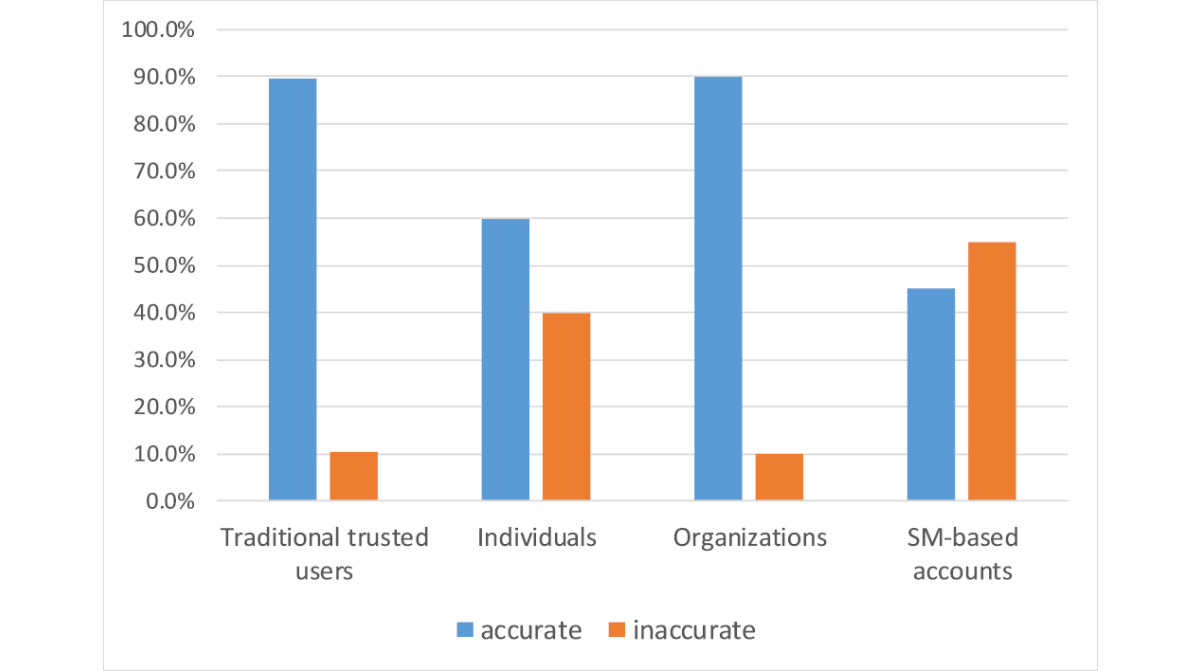 100.0%
90.0%
80.0%
70.0%
60.0%
50.0%
40.0%
30.0%
20.0%
10.0%
0.0%
Traditional trusted users
Individuals
Organizations
SM-based accounts
accurate inaccurate